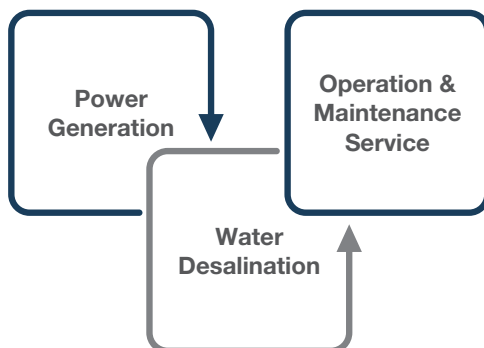 Power
Generation
Water
Desalination
Operation &
Maintenance
Service